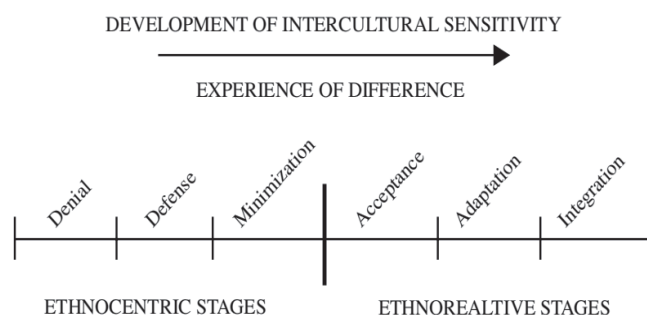 DEVELOPMENT OF INTERCULTURAL SENSITIVITY
EXPERIENCE OF DIFFERENCE
Denial
Defense
Minimization
Acceptance
Adaptation
Integration
ETHNOCENTRIC STAGES
ETHNOREALTIVE STAGES